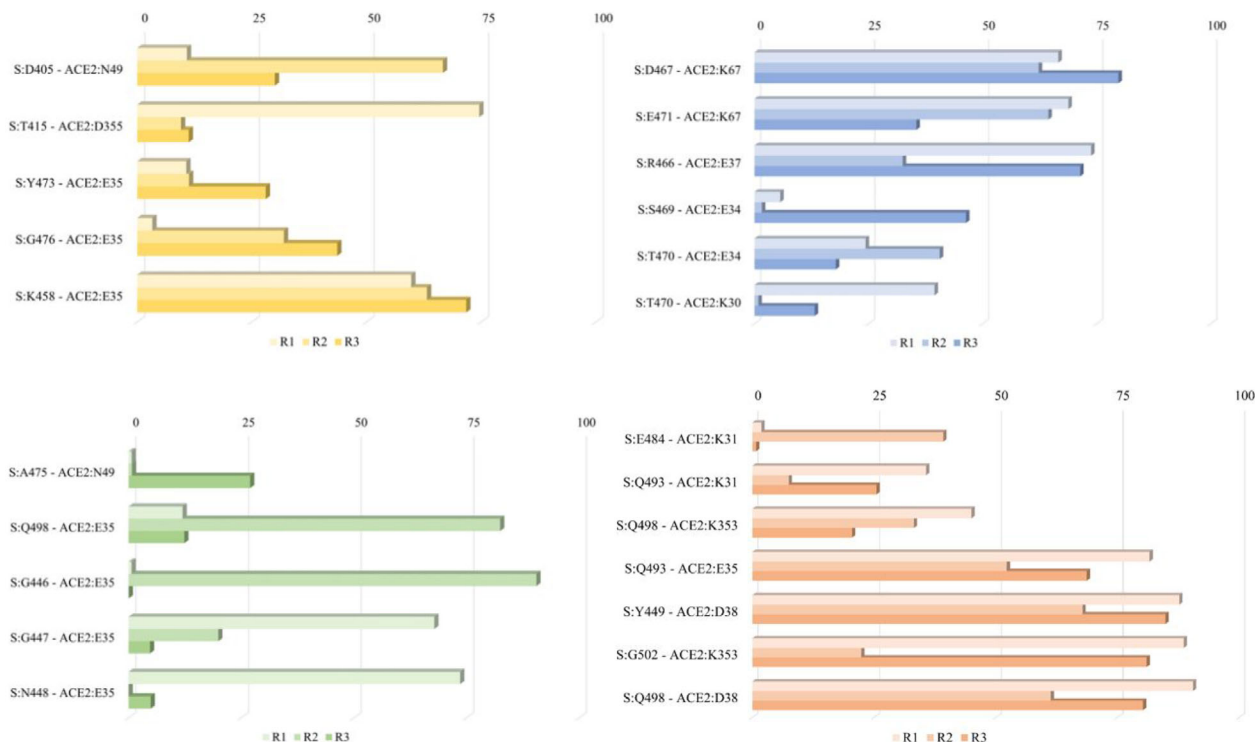 0 25 50 75 100
S:D405 - ACE2:N49
S:T415 - ACE2:D355
S:Y473 - ACE2:E35
S:G476 - ACE2:E35
S:K458 - ACE2:E35
R1 R2 R3
0 25 50 75 100
S:D467 - ACE2:K67
S:E471 - ACE2:K67
S:R466 - ACE2:E37
S:S469 - ACE2:E34
S:T470 - ACE2:E34
S:T470 - ACE2:K30
R1 R2 R3
0 25 50 75 100
S:A475 - ACE2:N49
S:Q498 - ACE2:E35
S:G446 - ACE2:E35
S:G447 - ACE2:E35
S:N448 - ACE2:E35
R1 R2 R3
0 25 50 75 100
S:E484 - ACE2:K31
S:Q493 - ACE2:K31
S:Q498 - ACE2:K353
S:Q493 - ACE2:E35
S:Y449 - ACE2:D38
S:G502 - ACE2:K353
S:Q498 - ACE2:D38
R1 R2 R3